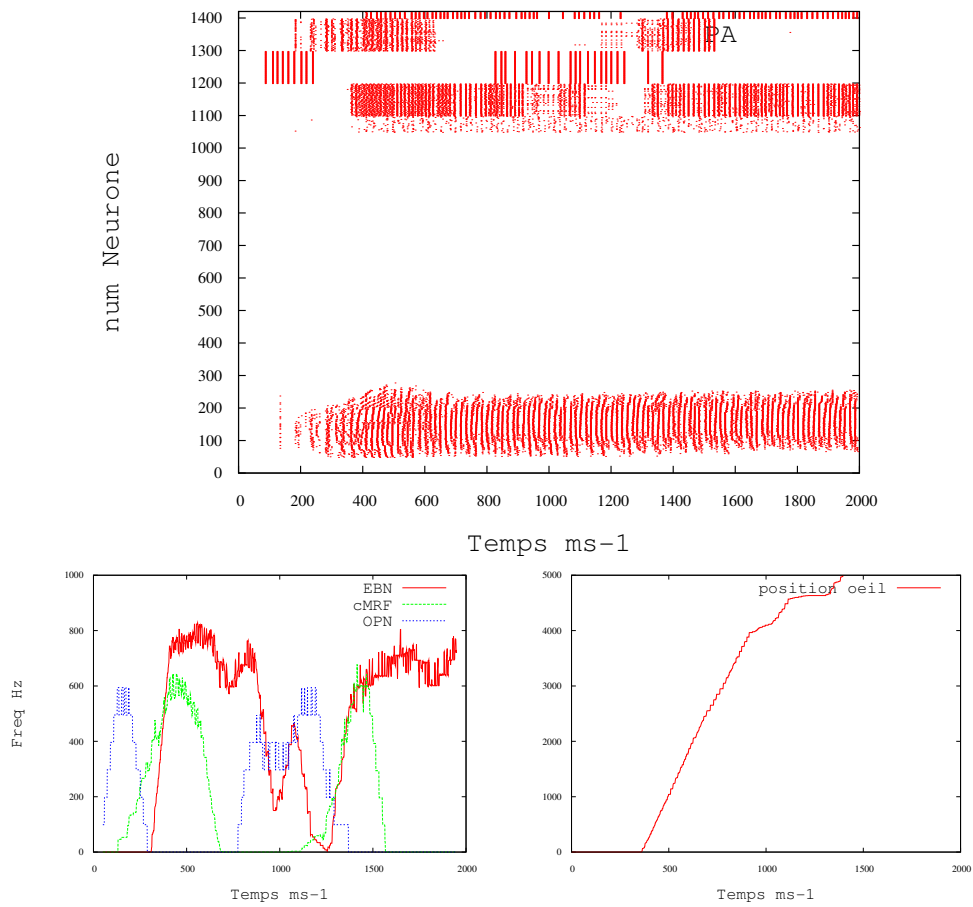 1400
1300
1200
1100
1000
900
800
700
600
500
400
300
200
100
0
num Neurone
PA
0 200 400 600 800 1000 1200 1400 1600 1800 2000
Temps ms-1
1000
800
600
400
200
0
Freq Hz
EBN
cMRF
OPN
0 500 1000 1500 2000
Temps ms-1
5000
4000
3000
2000
1000
0
position oeil
0 500 1000 1500 2000
Temps ms-1